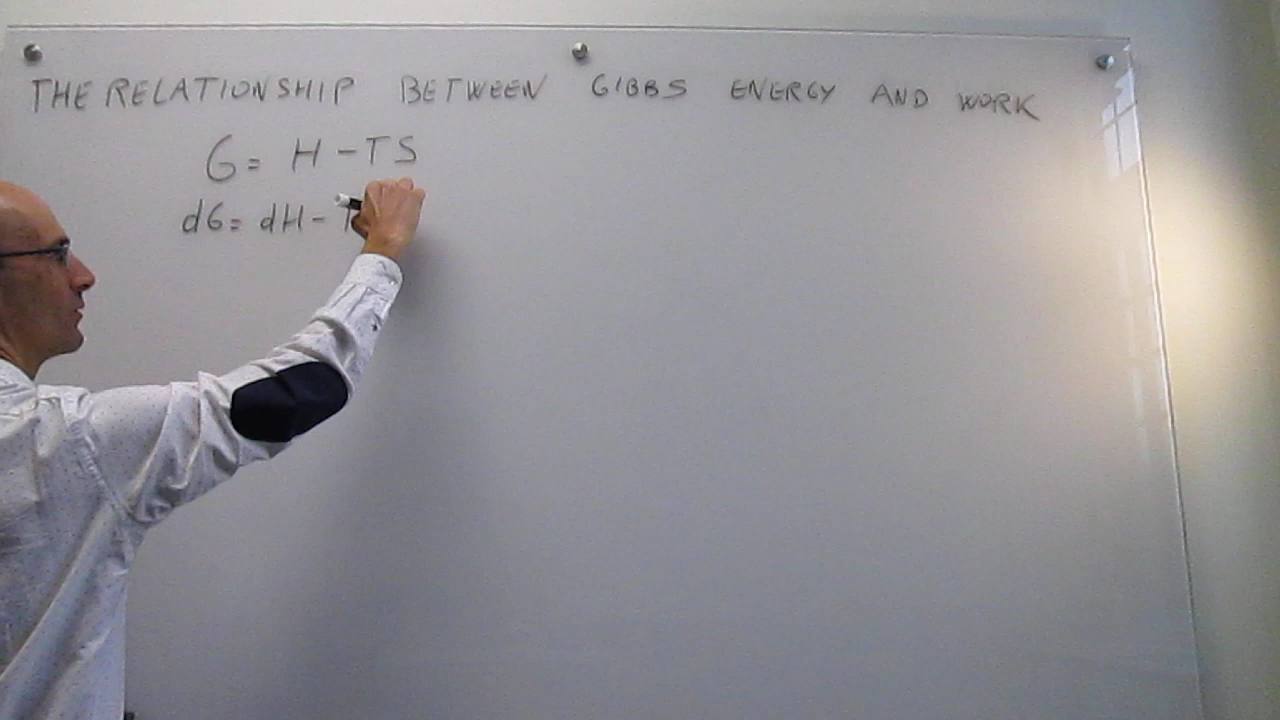 THE RELATIONSHIP BETWEEN GIBBS ENERGY AND WORK
G = H - TS
dG = dH - T